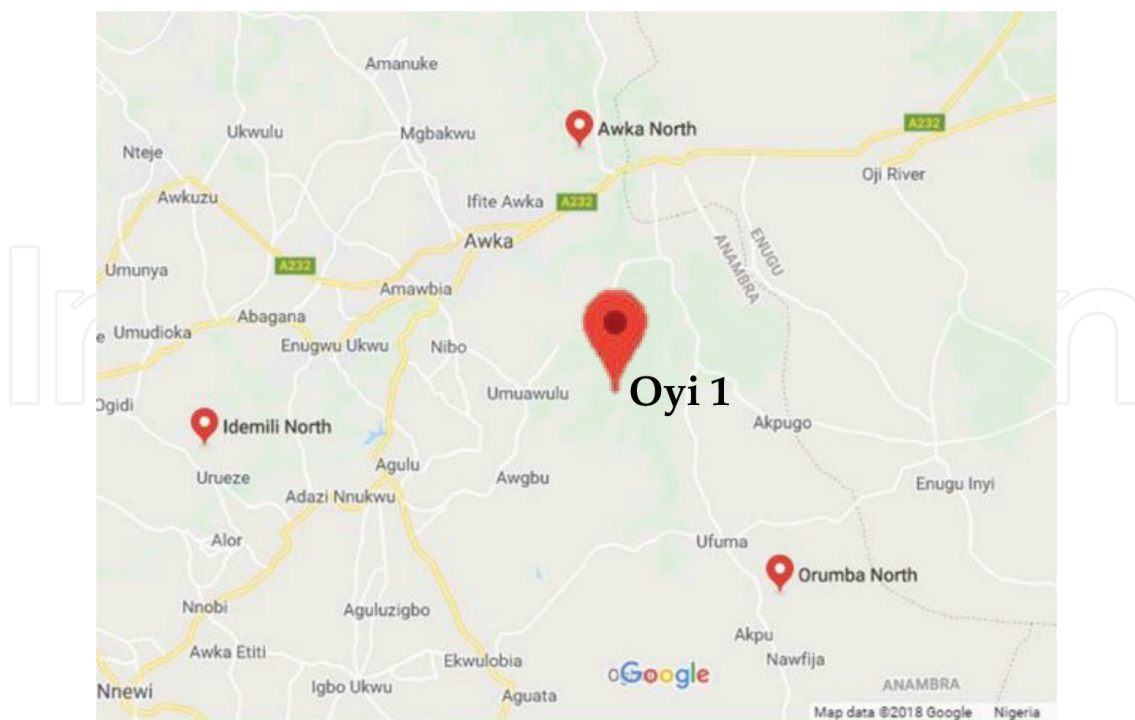 Amanuke
Ukwulu
Mgbakwu
Awka North
A232
Nteje
Oji River
Awkuzu
Ifite Awka
A232
Awka
ANAMBRA
ENUGU
Umunya
A232
Amawbia
Abagana
e Umudioka
Enugwu Ukwu
Nibo
Umuawulu
Oyi 1
Ogidi
Idemili North
Akpugo
Agulu
Urueze
Awgbu
Enugu Inyi
Adazi Nnukwu
Alor
Ufuma
Orumba North
Nnobi
Aguluzigbo
Akpu
Awka Etiti
Ekwulobia
Nawfija
Google
Nnewi
Igbo Ukwu
Aguata
ANAMBRA
Map data ©2018 Google Nigeria